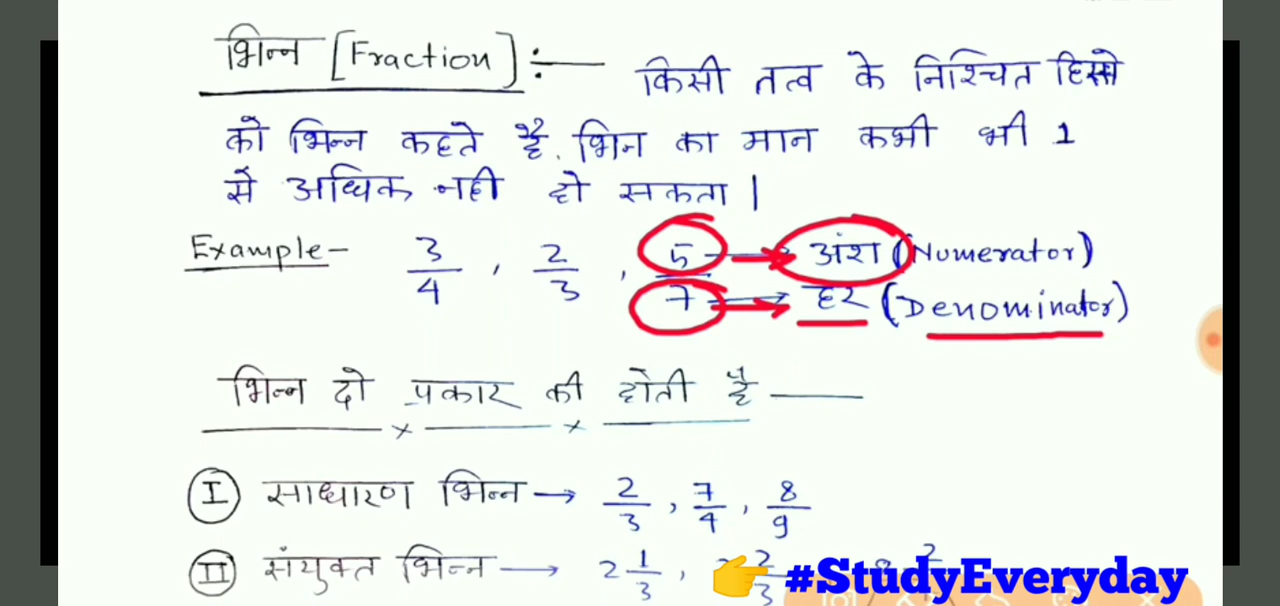 भिन्न [Fraction] :— किसी तत्व के निश्चित हिस्से
को भिन्न कहते है. भिन का मान कभी भी 1
से अधिक नही हो सकता |
Example - 3/4 , 2/3 , 5 → अंश (Numerator)
7 → हर (Denominator)
भिन्न दो प्रकार की होती है —
I साधारण भिन्न → 2/3 , 7/4 , 8/9
II संयुक्त भिन्न → 2 1/3 ,
#StudyEveryday